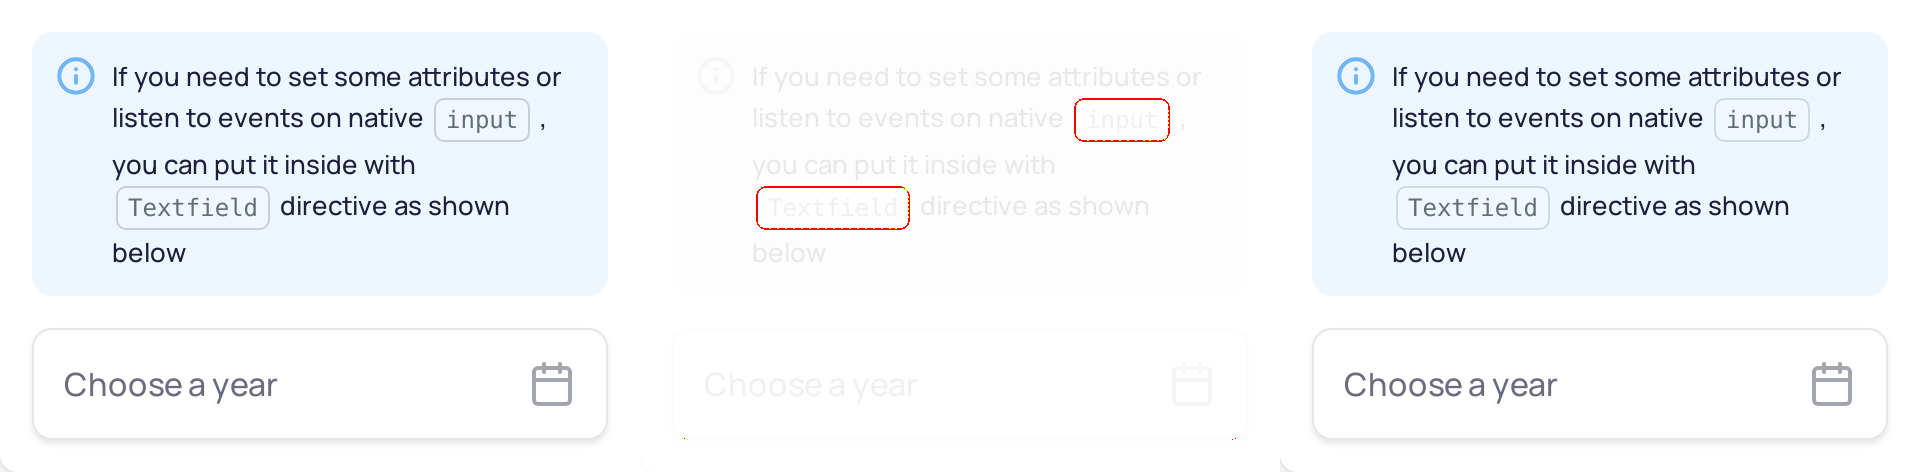 If you need to set some attributes or
listen to events on native input ,
you can put it inside with
Textfield directive as shown
below
Choose a year
If you need to set some attributes or
listen to events on native input ,
you can put it inside with
Textfield directive as shown
below
Choose a year
If you need to set some attributes or
listen to events on native input ,
you can put it inside with
Textfield directive as shown
below
Choose a year